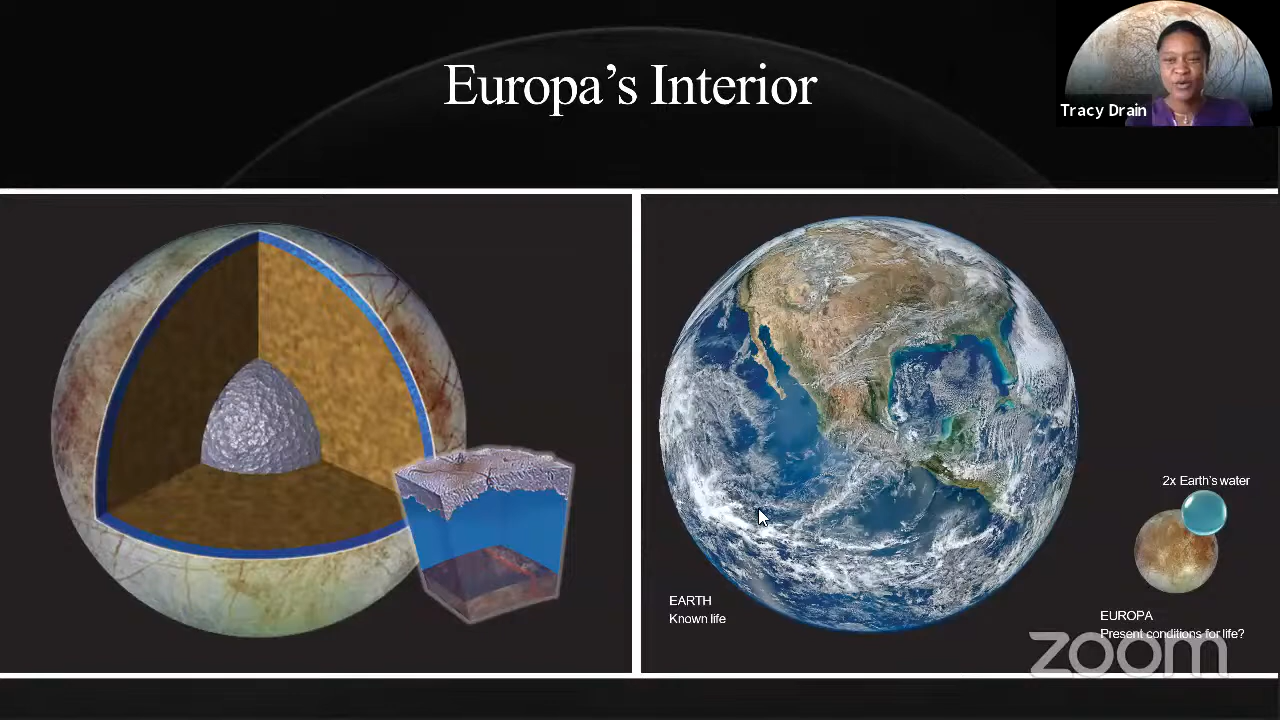 Europa’s Interior
Tracy Drain
2x Earth's water
EARTH
Known life
EUROPA
Present conditions for life?
zoom